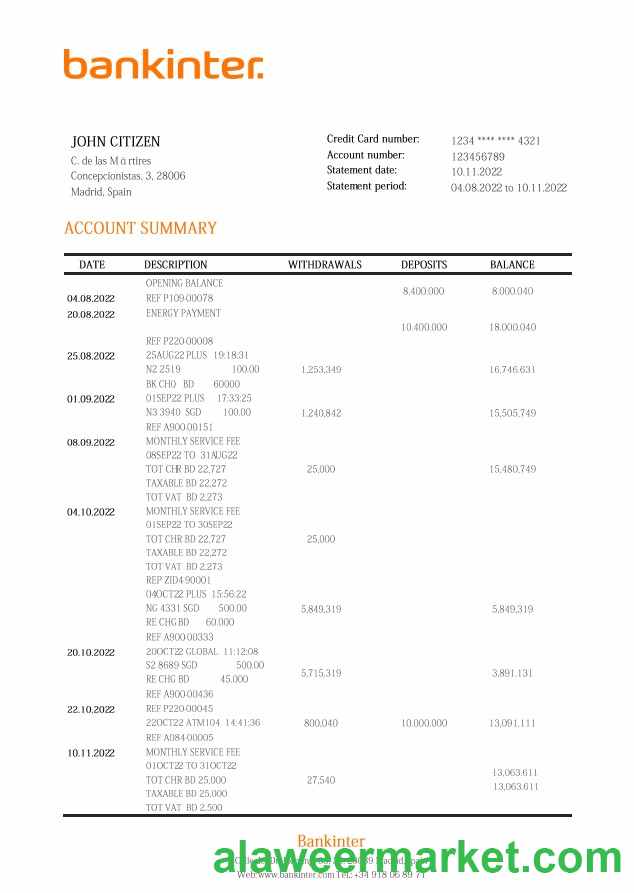 bankinter.
JOHN CITIZEN
C. de las M á rtires
Concepcionistas, 3, 28006
Madrid, Spain
Credit Card number: 1234 **** **** 4321
Account number: 123456789
Statement date: 10.11.2022
Statement period: 04.08.2022 to 10.11.2022
ACCOUNT SUMMARY
DATE DESCRIPTION WITHDRAWALS DEPOSITS BALANCE
OPENING BALANCE
8,400.000 8.000.040
04.08.2022 REF P109-00078
20.08.2022 ENERGY PAYMENT
10.400.000 18.000.040
REF P220-00008
25.08.2022 25AUG22 PLUS 19:18:31
N2 2519 100.00 1,253,349 16,746.631
BK CHQ BD 60000
01.09.2022 01SEP22 PLUS 17:33:25
N3 3940 SGD 100.00 1,240,842 15,505,749
REF A900-00151
08.09.2022 MONTHLY SERVICE FEE
08SEP22 TO 31AUG22
TOT CHR BD 22,727 25,000 15,480,749
TAXABLE BD 22,272
TOT VAT BD 2,273
04.10.2022 MONTHLY SERVICE FEE
01SEP22 TO 30SEP22
TOT CHR BD 22,727 25,000
TAXABLE BD 22,272
TOT VAT BD 2,273
REP ZID4-90001
04OCT22 PLUS 15:56:22
NG 4331 SGD 500.00 5,849,319 5,849,319
RE CHG BD 60.000
REF A900-00333
20.10.2022 20OCT22 GLOBAL 11:12:08
S2 8689 SGD 500.00
5,715,319 3,891.131
RE CHG BD 45.000
REF A900-00436
22.10.2022 REF P220-00045
22OCT22 ATM104 14:41:36 800,040 10.000.000 13,091,111
REF A084-00005
10.11.2022 MONTHLY SERVICE FEE
01OCT22 TO 31OCT22
13,063.611
TOT CHR BD 25,000 27,540
13,063.611
TAXABLE BD 25,000
TOT VAT BD 2,500
Bankinter
alaweermarket.com
Web:www.bankinter.com Tel.:+34 918 06 89 71